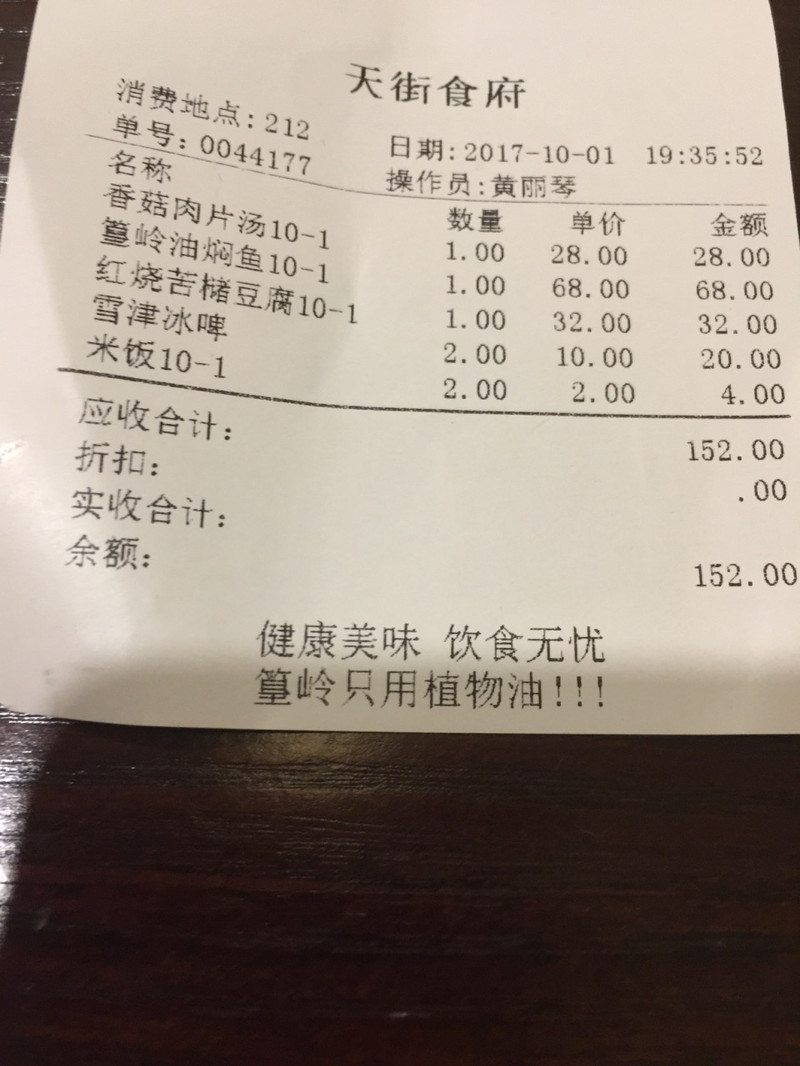 天街食府
消费地点:212
单号:0044177 日期:2017-10-01 19:35:52
操作员:黄丽琴
名称 数量 单价 金额
香菇肉片汤10-1 1.00 28.00 28.00
篁岭油焖鱼10-1 1.00 68.00 68.00
红烧苦槠豆腐10-1 1.00 32.00 32.00
雪津冰啤 2.00 10.00 20.00
米饭10-1 2.00 2.00 4.00
应收合计: 152.00
折扣: .00
实收合计: 152.00
余额:
健康美味 饮食无忧
篁岭只用植物油!!!